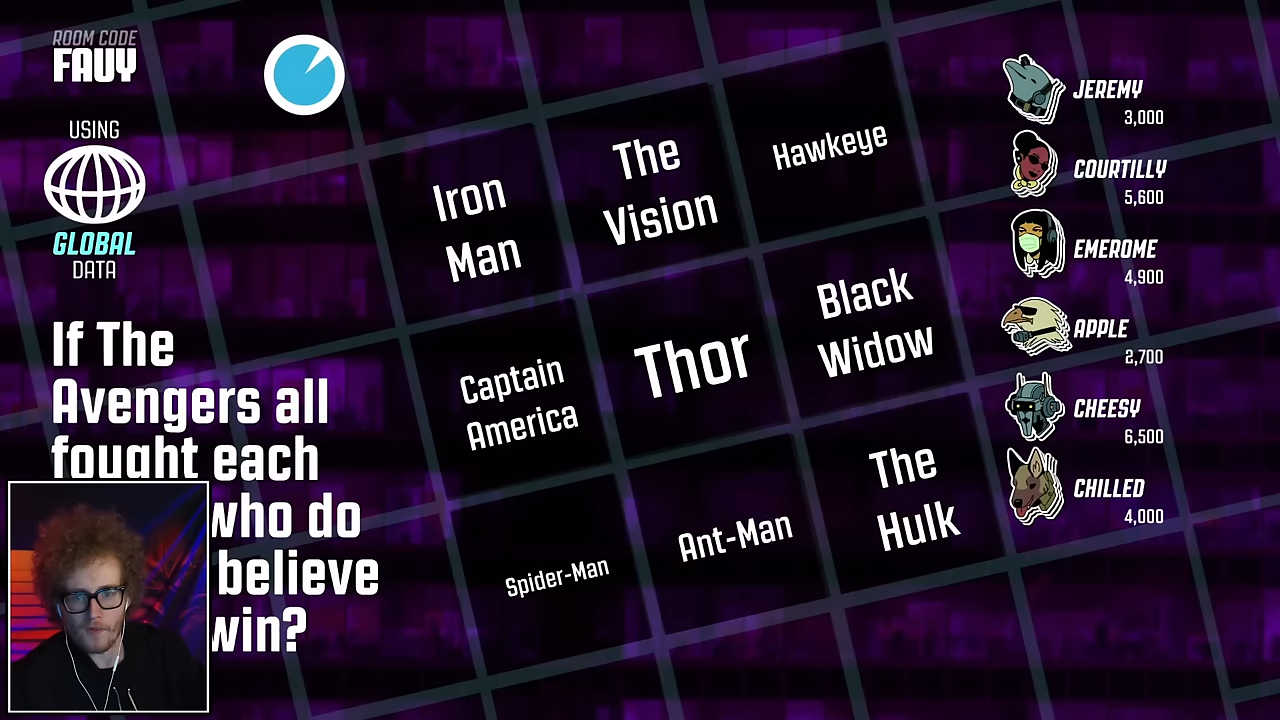 ROOM CODE
FAUY
USING
GLOBAL
DATA
If The
Avengers all
fought each
who do
believe
win?
Iron
Man
The
Vision
Hawkeye
Captain
America
Thor
Black
Widow
Spider-Man
Ant-Man
The
Hulk
JEREMY
3,000
COURTILLY
5,600
EMEROME
4,900
APPLE
2,700
CHEESY
6,500
CHILLED
4,000